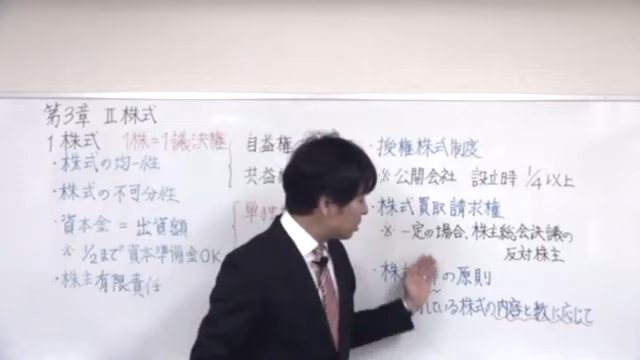 第3章 Ⅱ株式
1 株式 1株=1議決権
・株式の均一性
・株式の不可分性
・資本金 = 出資額
※ 1/2まで資本準備金OK
・株主有限責任
自益権
共益
単独
・授権株式制度
※ 公開会社 設立時 1/4以上
・株式買取請求権
※ 一定の場合、株主総会決議の
反対株主
・株 の原則
れている株式の内容と数に応じて